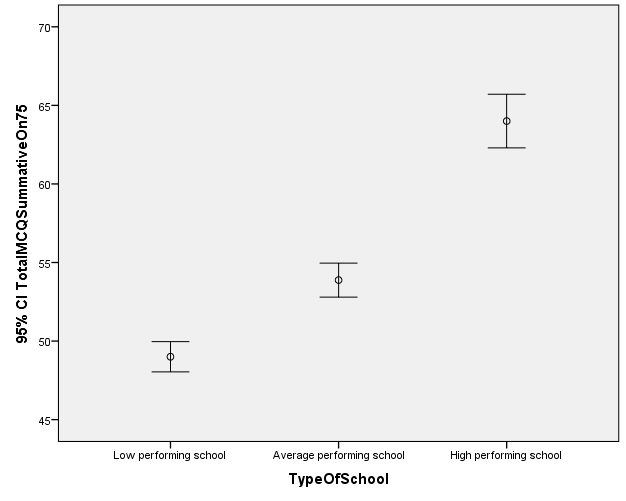 70
65
60
55
50
45
95% CI TotalMCQSummativeOn75
Low performing school
Average performing school
High performing school
TypeOfSchool